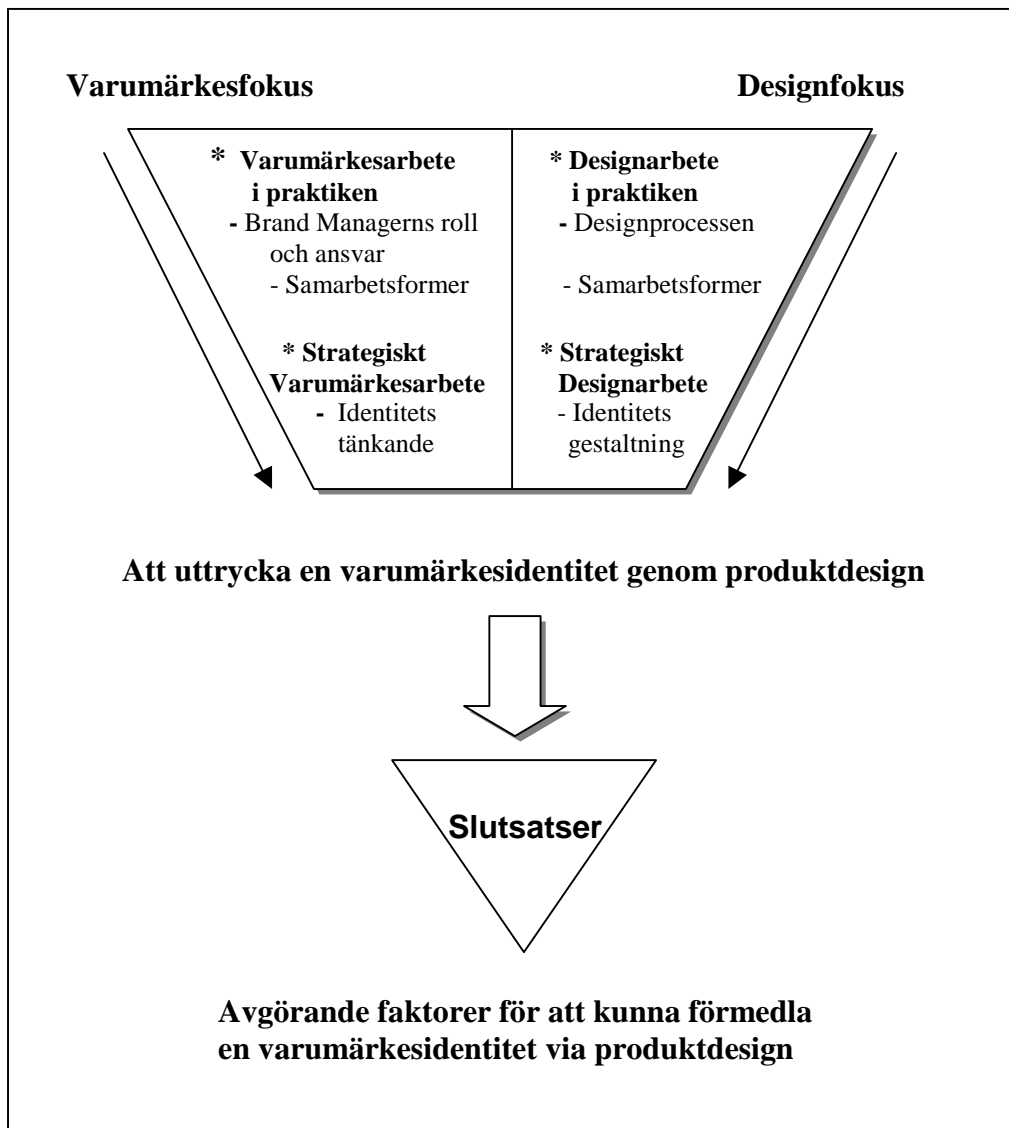 Varumärkesfokus
Designfokus
* Varumärkesarbete
i praktiken
- Brand Managerns roll
och ansvar
- Samarbetsformer
* Strategiskt
Varumärkesarbete
- Identitets
tänkande
* Designarbete
i praktiken
- Designprocessen
- Samarbetsformer
* Strategiskt
Designarbete
- Identitets
gestaltning
Att uttrycka en varumärkesidentitet genom produktdesign
Slutsatser
Avgörande faktorer för att kunna förmedla
en varumärkesidentitet via produktdesign